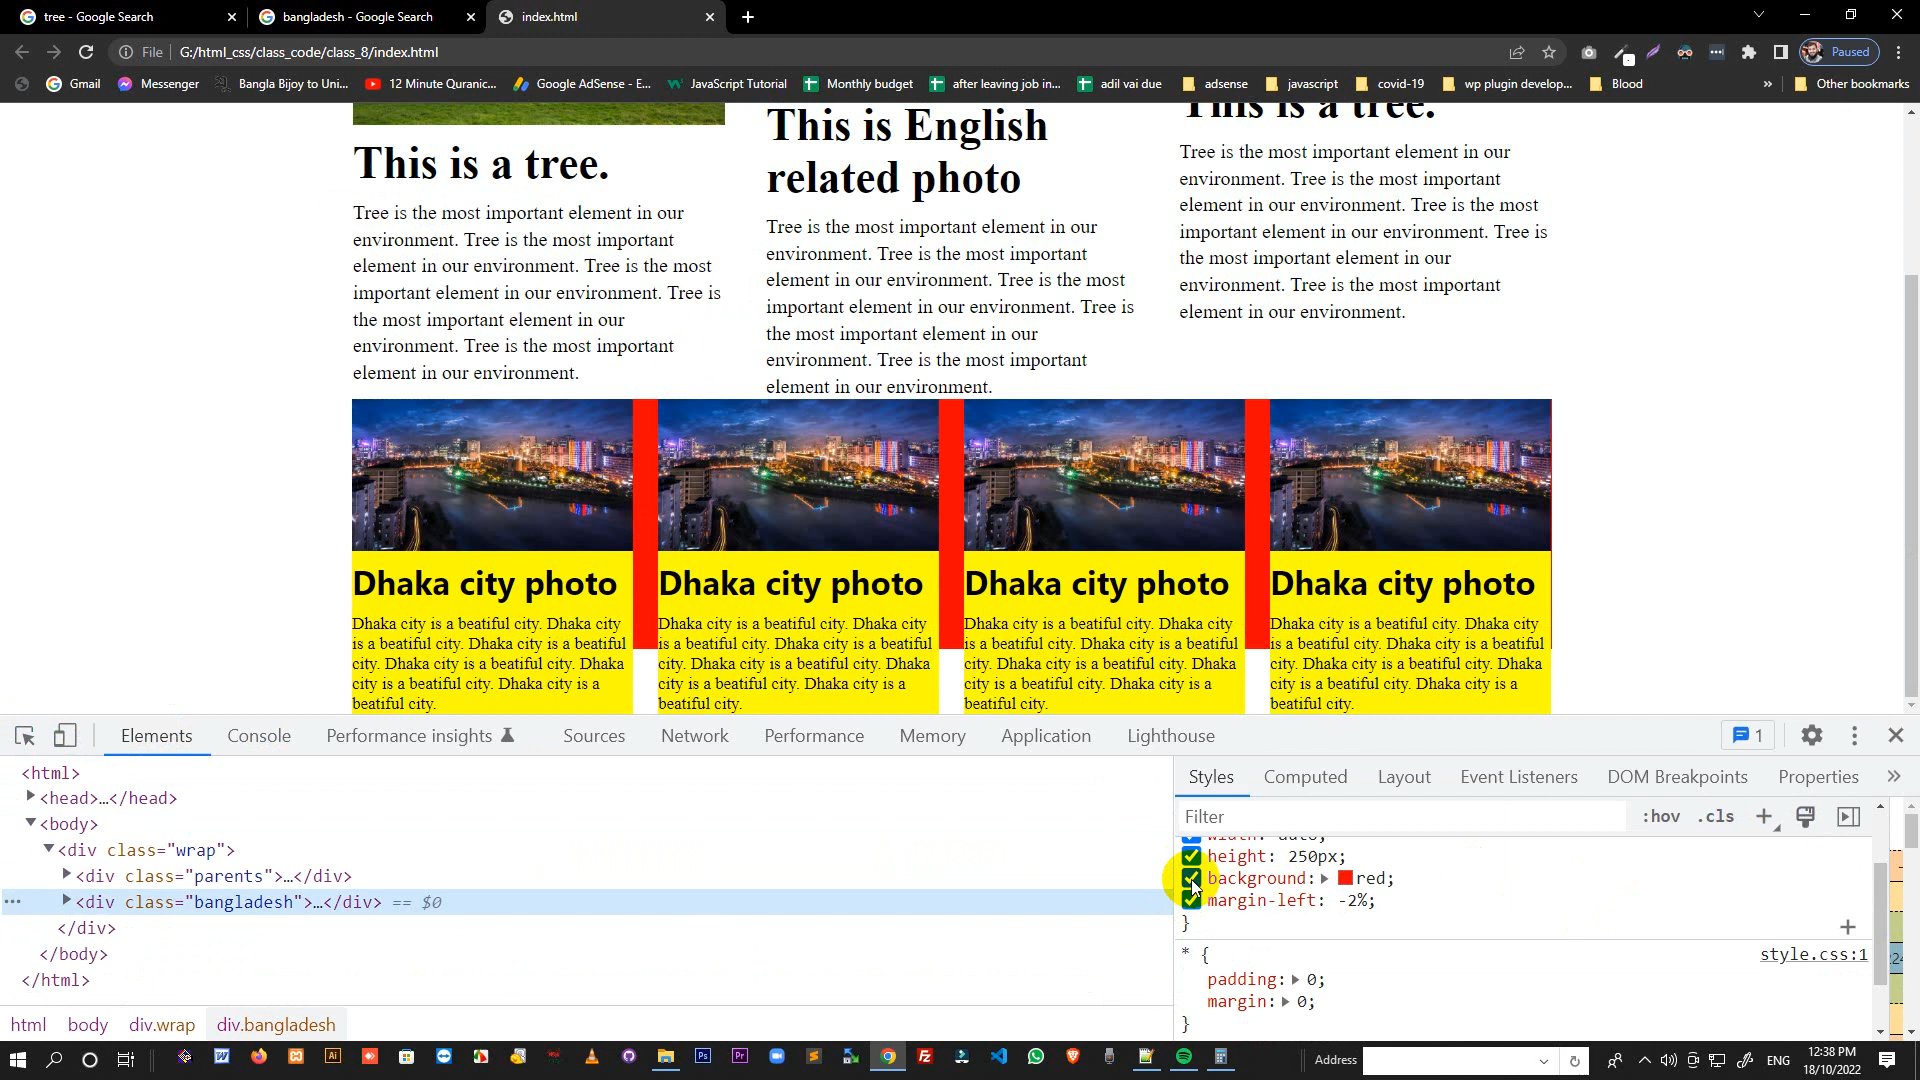 tree - Google Search
bangladesh - Google Search
index.html
File
G:/html_css/class_code/class_8/index.html
Paused
Gmail
Messenger
Bangla Bijoy to Uni...
12 Minute Quranic...
Google AdSense - E...
JavaScript Tutorial
Monthly budget
after leaving job in...
adil vai due
adsense
javascript
covid-19
wp plugin develop...
Blood
»
Other bookmarks
This is a tree.
Tree is the most important element in our
environment. Tree is the most important
element in our environment. Tree is the most
important element in our environment. Tree is
the most important element in our
environment. Tree is the most important
element in our environment.
This is English
related photo
Tree is the most important element in our
environment. Tree is the most important
element in our environment. Tree is the most
important element in our environment. Tree is
the most important element in our
environment. Tree is the most important
element in our environment.
This is a tree.
Tree is the most important element in our
environment. Tree is the most important
element in our environment. Tree is the most
important element in our environment. Tree is
the most important element in our
environment. Tree is the most important
element in our environment.
Dhaka city photo
Dhaka city is a beatiful city. Dhaka city
is a beatiful city. Dhaka city is a beatiful
city. Dhaka city is a beatiful city. Dhaka
city is a beatiful city. Dhaka city is a
beatiful city.
Dhaka city photo
Dhaka city is a beatiful city. Dhaka city
is a beatiful city. Dhaka city is a beatiful
city. Dhaka city is a beatiful city. Dhaka
city is a beatiful city. Dhaka city is a
beatiful city.
Dhaka city photo
Dhaka city is a beatiful city. Dhaka city
is a beatiful city. Dhaka city is a beatiful
city. Dhaka city is a beatiful city. Dhaka
city is a beatiful city. Dhaka city is a
beatiful city.
Dhaka city photo
Dhaka city is a beatiful city. Dhaka city
is a beatiful city. Dhaka city is a beatiful
city. Dhaka city is a beatiful city. Dhaka
city is a beatiful city. Dhaka city is a
beatiful city.
Elements
Console
Performance insights
Sources
Network
Performance
Memory
Application
Lighthouse
1
<html>
<head>…</head>
<body>
<div class="wrap">
<div class="parents">…</div>
<div class="bangladesh">…</div> == $0
</div>
</body>
</html>
html
body
div.wrap
div.bangladesh
Styles
Computed
Layout
Event Listeners
DOM Breakpoints
Properties
»
Filter
:hov
.cls
width: auto;
height: 250px;
background: red;
margin-left: -2%;
}
* {
style.css:1
padding: 0;
margin: 0;
}
Address
ENG
12:38 PM
18/10/2022